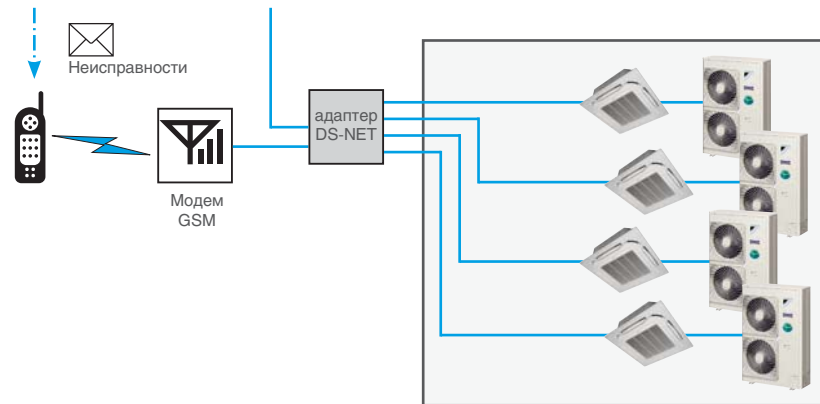 Неисправности
адаптер
DS-NET
Модем
GSM